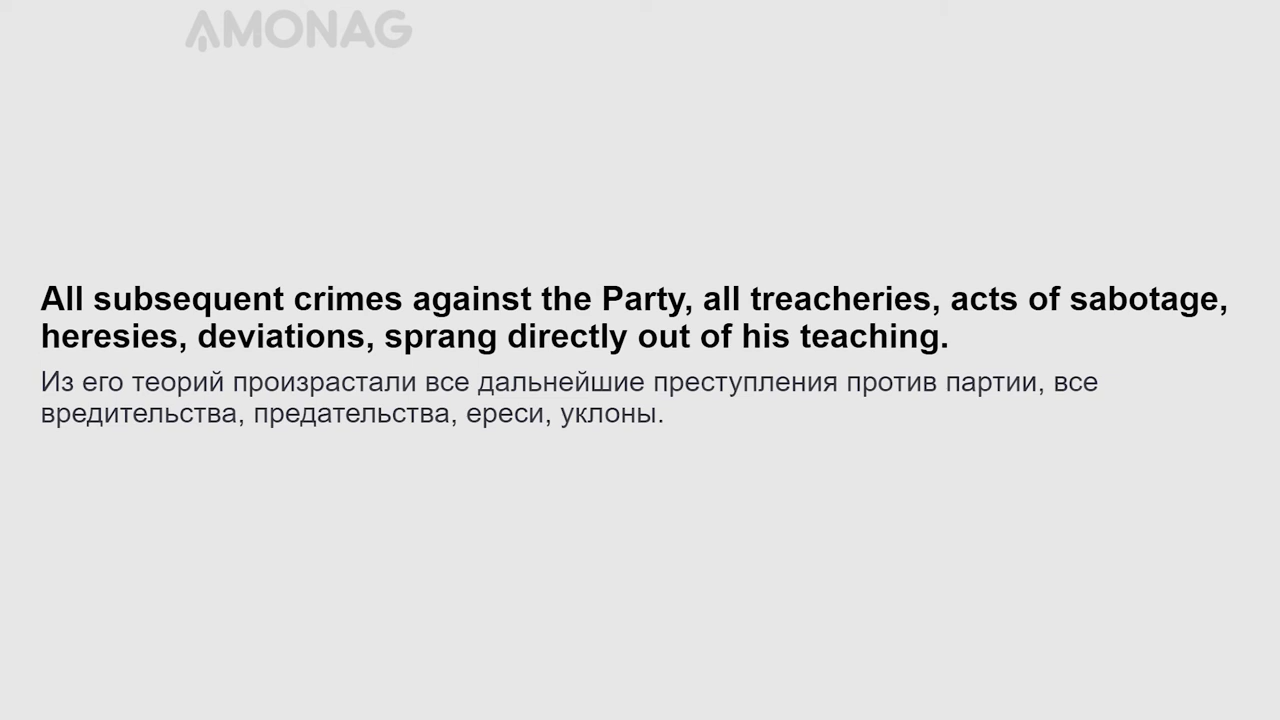 AMONAG
All subsequent crimes against the Party, all treacheries, acts of sabotage,
heresies, deviations, sprang directly out of his teaching.
Из его теорий произрастали все дальнейшие преступления против партии, все
вредительства, предательства, ереси, уклоны.